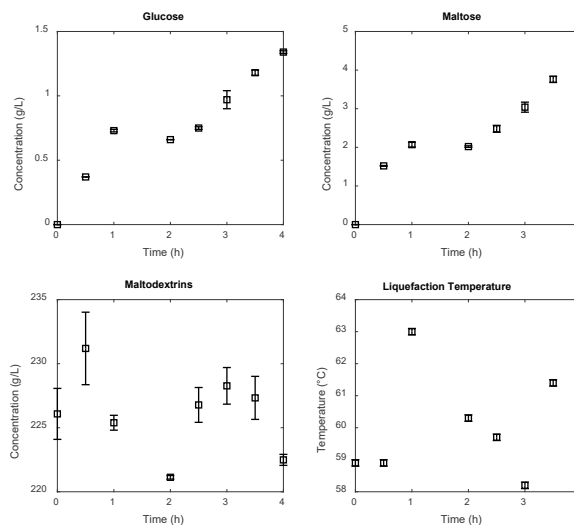 Glucose
Concentration (g/L)
1.5
1
0.5
0
0 1 2 3 4
Time (h)
Maltose
Concentration (g/L)
5
4
3
2
1
0
0 1 2 3
Time (h)
Maltodextrins
Concentration (g/L)
235
230
225
220
0 1 2 3 4
Time (h)
Liquefaction Temperature
Temperature (°C)
64
63
62
61
60
59
58
0 1 2 3
Time (h)